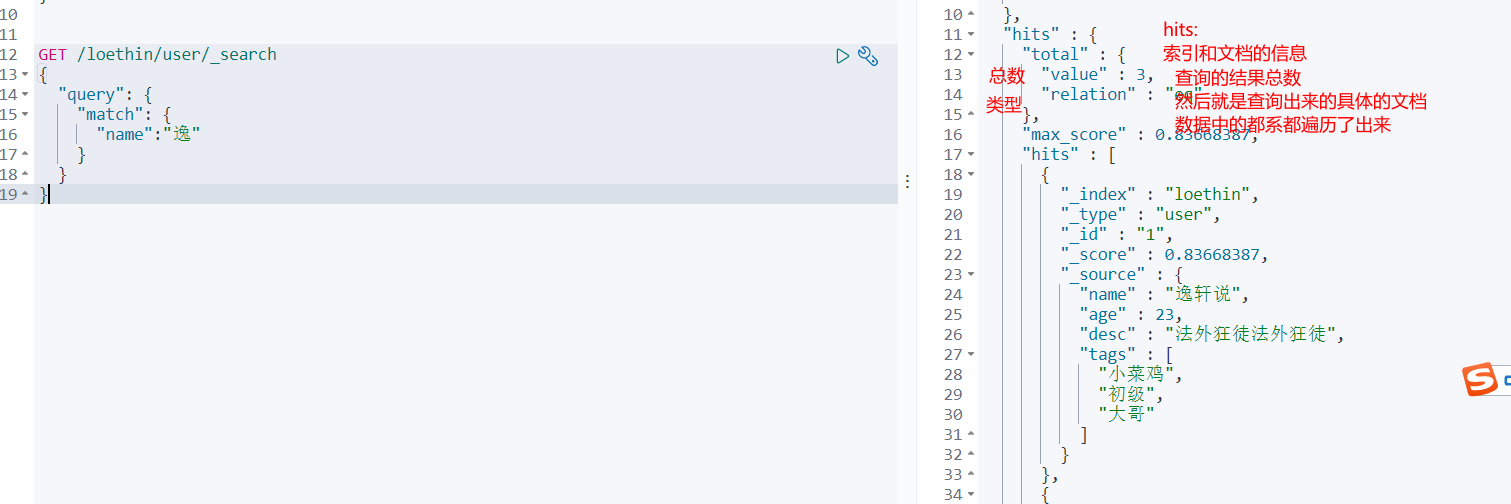 10 }
11
12 GET /loethin/user/_search
13 {
14 "query": {
15 "match": {
16 "name":"逸"
17 }
18 }
19 }
10 },
11 "hits" : {
12 "total" : {
13 "value" : 3,
14 "relation" : "eq"
15 },
16 "max_score" : 0.83668387,
17 "hits" : [
18 {
19 "_index" : "loethin",
20 "_type" : "user",
21 "_id" : "1",
22 "_score" : 0.83668387,
23 "_source" : {
24 "name" : "逸轩说",
25 "age" : 23,
26 "desc" : "法外狂徒法外狂徒",
27 "tags" : [
28 "小菜鸡",
29 "初级",
30 "大哥"
31 ]
32 }
33 },
34 {
hits:
索引和文档的信息
总数
类型
查询的结果总数
然后就是查询出来的具体的文档
数据中的都系都遍历了出来
S